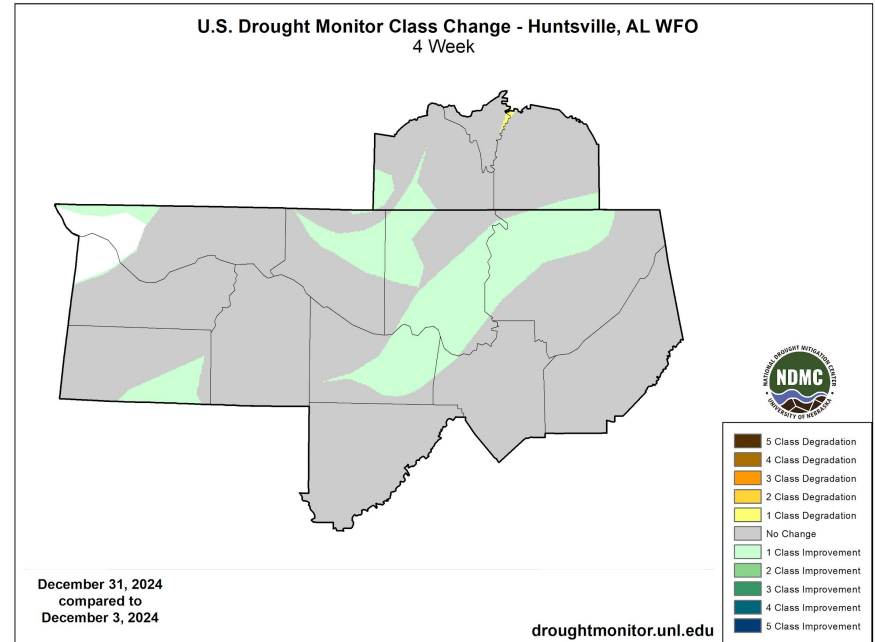 U.S. Drought Monitor Class Change - Huntsville, AL WFO
4 Week
NATIONAL DROUGHT MITIGATION CENTER
NDMC
UNIVERSITY OF NEBRASKA
5 Class Degradation
4 Class Degradation
3 Class Degradation
2 Class Degradation
1 Class Degradation
No Change
1 Class Improvement
2 Class Improvement
3 Class Improvement
4 Class Improvement
5 Class Improvement
December 31, 2024
compared to
December 3, 2024
droughtmonitor.unl.edu